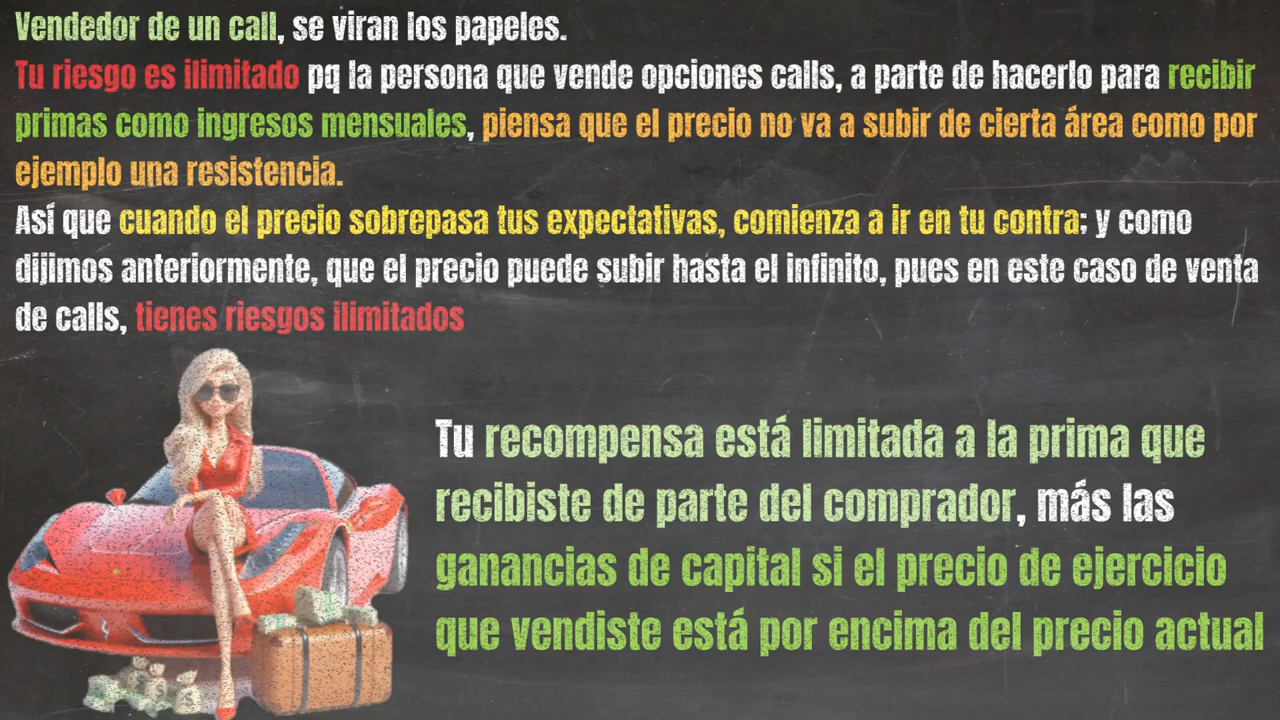 Vendedor de un call, se viran los papeles.
Tu riesgo es ilimitado pq la persona que vende opciones calls, a parte de hacerlo para recibir
primas como ingresos mensuales, piensa que el precio no va a subir de cierta área como por
ejemplo una resistencia.
Así que cuando el precio sobrepasa tus expectativas, comienza a ir en tu contra; y como
dijimos anteriormente, que el precio puede subir hasta el infinito, pues en este caso de venta
de calls, tienes riesgos ilimitados
Tu recompensa está limitada a la prima que
recibiste de parte del comprador, más las
ganancias de capital si el precio de ejercicio
que vendiste está por encima del precio actual